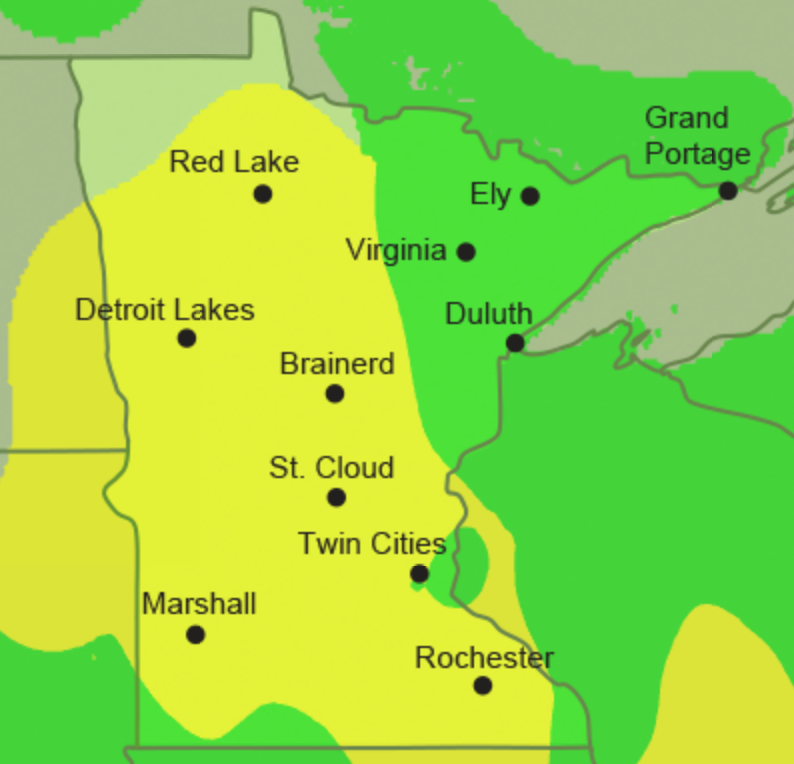 Grand
Portage
Red Lake
Ely
Virginia
Detroit Lakes
Duluth
Brainerd
St. Cloud
Twin Cities
Marshall
Rochester